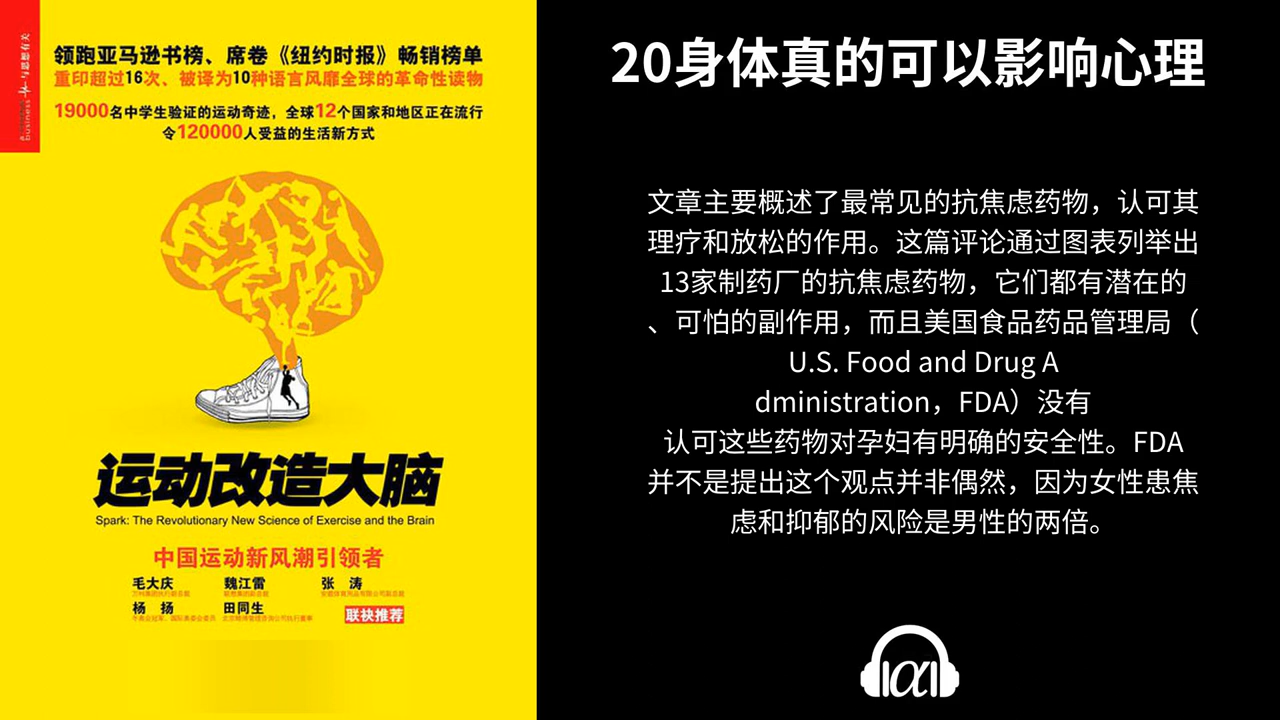 与思想有关
business
领跑亚马逊书榜、席卷《纽约时报》畅销榜单
重印超过16次、被译为10种语言风靡全球的革命性读物
19000名中学生验证的运动奇迹，全球12个国家和地区正在流行
令120000人受益的生活新方式
运动改造大脑
Spark: The Revolutionary New Science of Exercise and the Brain
中国运动新风潮引领者
毛大庆 魏江雷 张 涛
杨 扬 田同生
联袂推荐
20身体真的可以影响心理
文章主要概述了最常见的抗焦虑药物，认可其
理疗和放松的作用。这篇评论通过图表列举出
13家制药厂的抗焦虑药物，它们都有潜在的
、可怕的副作用，而且美国食品药品管理局（
U.S. Food and Drug A
dministration，FDA）没有
认可这些药物对孕妇有明确的安全性。FDA
并不是提出这个观点并非偶然，因为女性患焦
虑和抑郁的风险是男性的两倍。